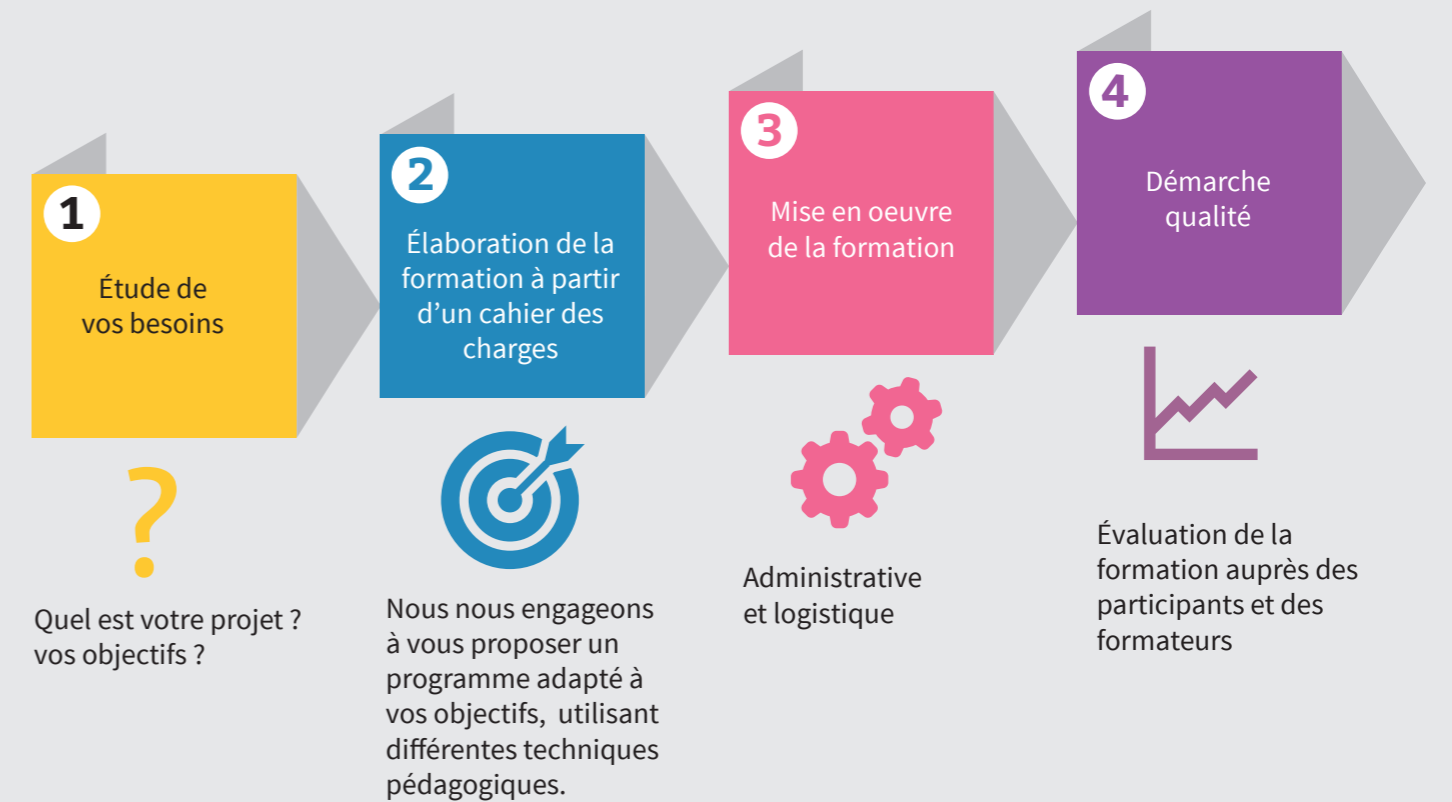 1
Étude de
vos besoins
?
Quel est votre projet ?
vos objectifs ?
2
Élaboration de la
formation à partir
d’un cahier des
charges
Nous nous engageons
à vous proposer un
programme adapté à
vos objectifs,  utilisant
différentes techniques
pédagogiques.
3
Mise en oeuvre
de la formation
Administrative
et logistique
4
Démarche
qualité
Évaluation de la
formation auprès des
participants et des
formateurs